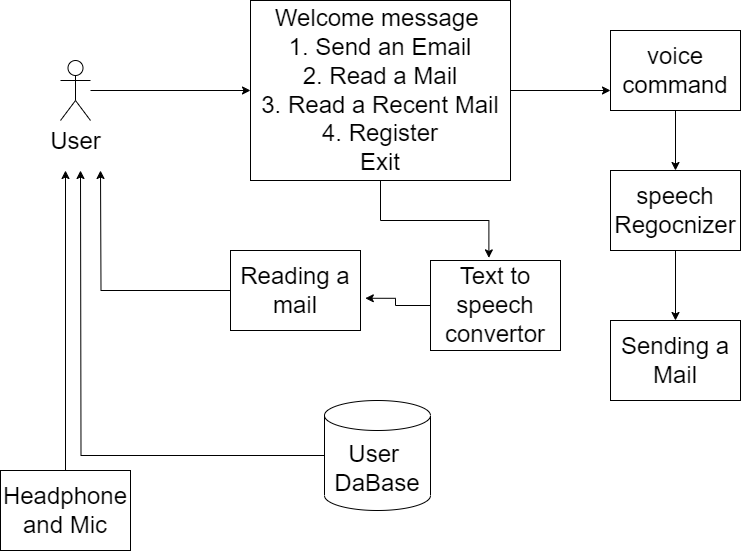 Welcome message
1. Send an Email
2. Read a Mail
3. Read a Recent Mail
4. Register
Exit
voice
command
User
speech
Regocnizer
Reading a
mail
Text to
speech
convertor
Sending a
Mail
User
DaBase
Headphone
and Mic